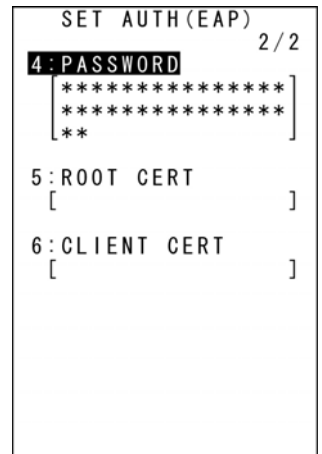 SET AUTH(EAP)
2/2
4:PASSWORD
[**************
**************
**]
5:ROOT CERT
[ ]
6:CLIENT CERT
[ ]